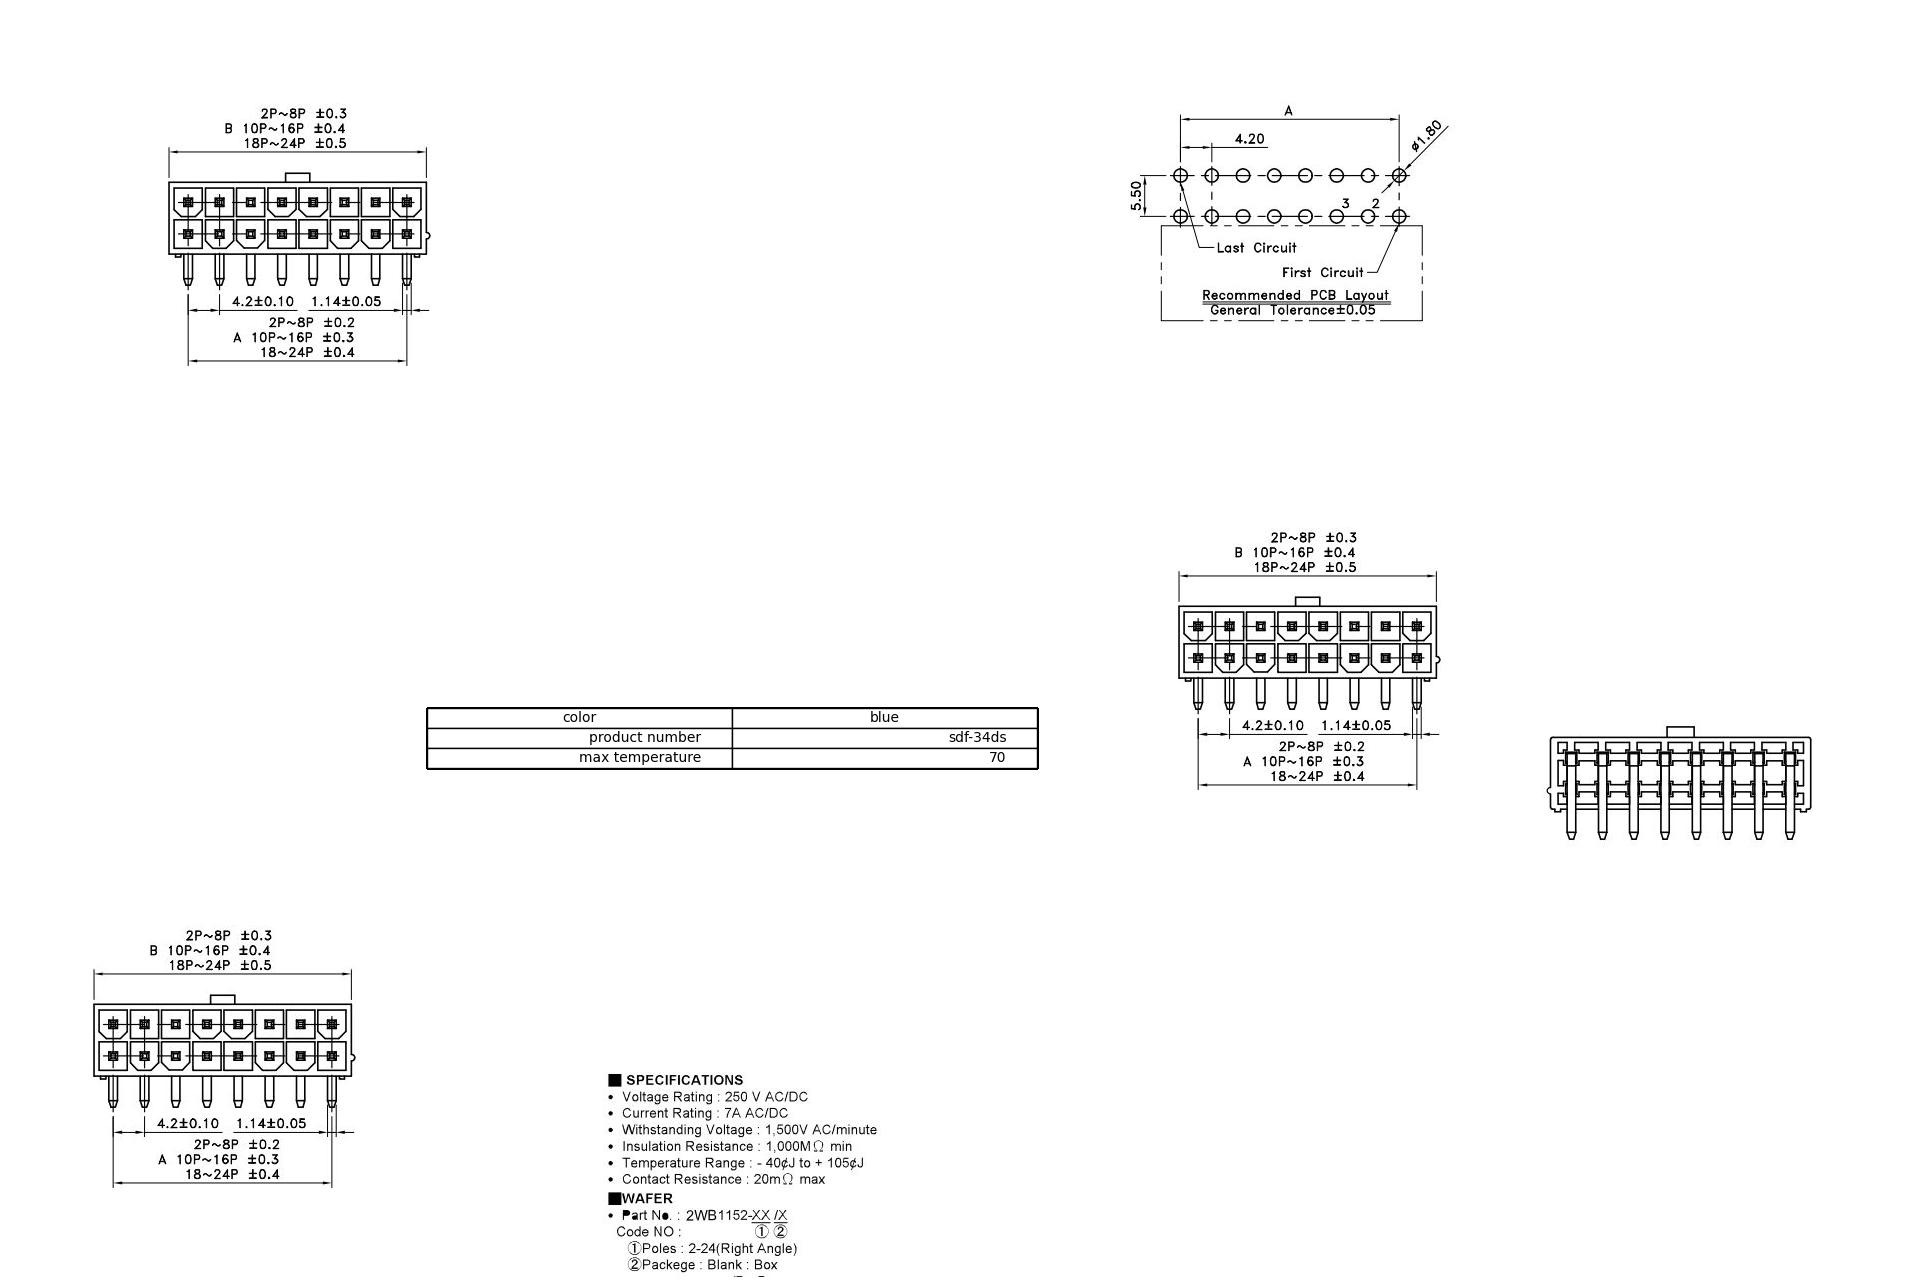 2P~8P ±0.3
B 10P~16P ±0.4
18P~24P ±0.5
4.2±0.10 1.14±0.05
2P~8P ±0.2
A 10P~16P ±0.3
18~24P ±0.4
A
4.20
ø1.80
5.50
3 2
Last Circuit
First Circuit
Recommended PCB Layout
General Tolerance±0.05
2P~8P ±0.3
B 10P~16P ±0.4
18P~24P ±0.5
4.2±0.10 1.14±0.05
2P~8P ±0.2
A 10P~16P ±0.3
18~24P ±0.4
color blue
product number sdf-34ds
max temperature 70
2P~8P ±0.3
B 10P~16P ±0.4
18P~24P ±0.5
4.2±0.10 1.14±0.05
2P~8P ±0.2
A 10P~16P ±0.3
18~24P ±0.4
■ SPECIFICATIONS
• Voltage Rating : 250 V AC/DC
• Current Rating : 7A AC/DC
• Withstanding Voltage : 1,500V AC/minute
• Insulation Resistance : 1,000MΩ min
• Temperature Range : - 40¢J to + 105¢J
• Contact Resistance : 20mΩ max
■WAFER
• Part No. : 2WB1152-XX /X
Code NO : ① ②
①Poles : 2-24(Right Angle)
②Packege : Blank : Box